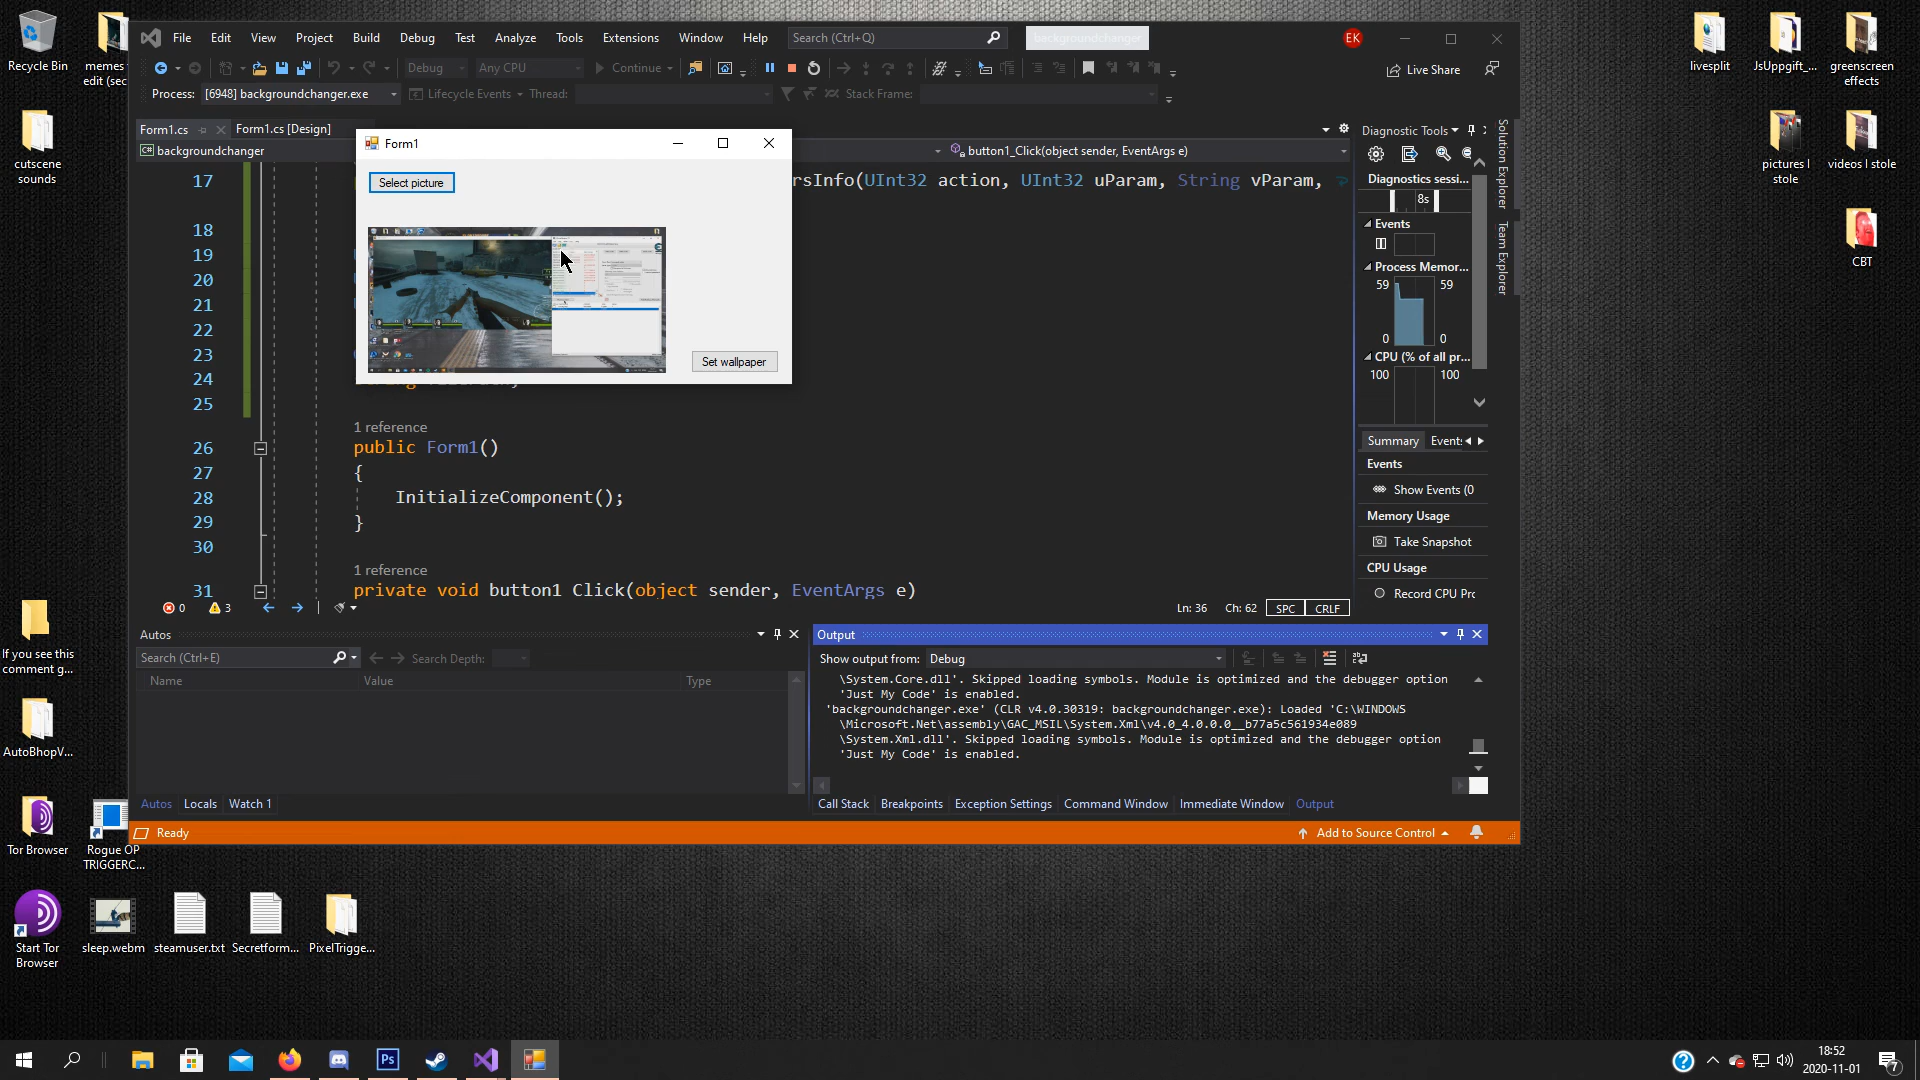 Recycle Bin
memes
edit (sec
cutscene
sounds
If you see this
comment g...
AutoBhopV...
Tor Browser
Rogue OP
TRIGGERC...
Start Tor
Browser
sleep.webm
steamuser.txt
Secretform...
PixelTrigge...
livesplit
JsUppgift_...
greenscreen
effects
pictures I
stole
videos I stole
CBT
File Edit View Project Build Debug Test Analyze Tools Extensions Window Help Search (Ctrl+Q) backgroundchanger EK
Debug Any CPU Continue Live Share
Process: [6948] backgroundchanger.exe Lifecycle Events Thread: Stack Frame:
Form1.cs Form1.cs [Design]
backgroundchanger button1_Click(object sender, EventArgs e)
Form1
Select picture
Set wallpaper
17 rsInfo(UInt32 action, UInt32 uParam, String vParam,
18
19
20
21
22
23
24
25
1 reference
26 public Form1()
27 {
28 InitializeComponent();
29 }
30
1 reference
31 private void button1 Click(object sender, EventArgs e)
0 3 Ln: 36 Ch: 62 SPC CRLF
Diagnostic Tools
Diagnostics sessi...
8s
Events
Process Memor...
59 59
0 0
CPU (% of all pr...
100 100
Summary Event
Events
Show Events (0
Memory Usage
Take Snapshot
CPU Usage
Record CPU Prc
Solution Explorer
Team Explorer
Autos
Search (Ctrl+E) Search Depth:
Name Value Type
Autos Locals Watch 1
Output
Show output from: Debug
\System.Core.dll'. Skipped loading symbols. Module is optimized and the debugger option
'Just My Code' is enabled.
'backgroundchanger.exe' (CLR v4.0.30319: backgroundchanger.exe): Loaded 'C:\WINDOWS
\Microsoft.Net\assembly\GAC_MSIL\System.Xml\v4.0_4.0.0.0__b77a5c561934e089
\System.Xml.dll'. Skipped loading symbols. Module is optimized and the debugger option
'Just My Code' is enabled.
Call Stack Breakpoints Exception Settings Command Window Immediate Window Output
Ready Add to Source Control
Ps
18:52
2020-11-01
7